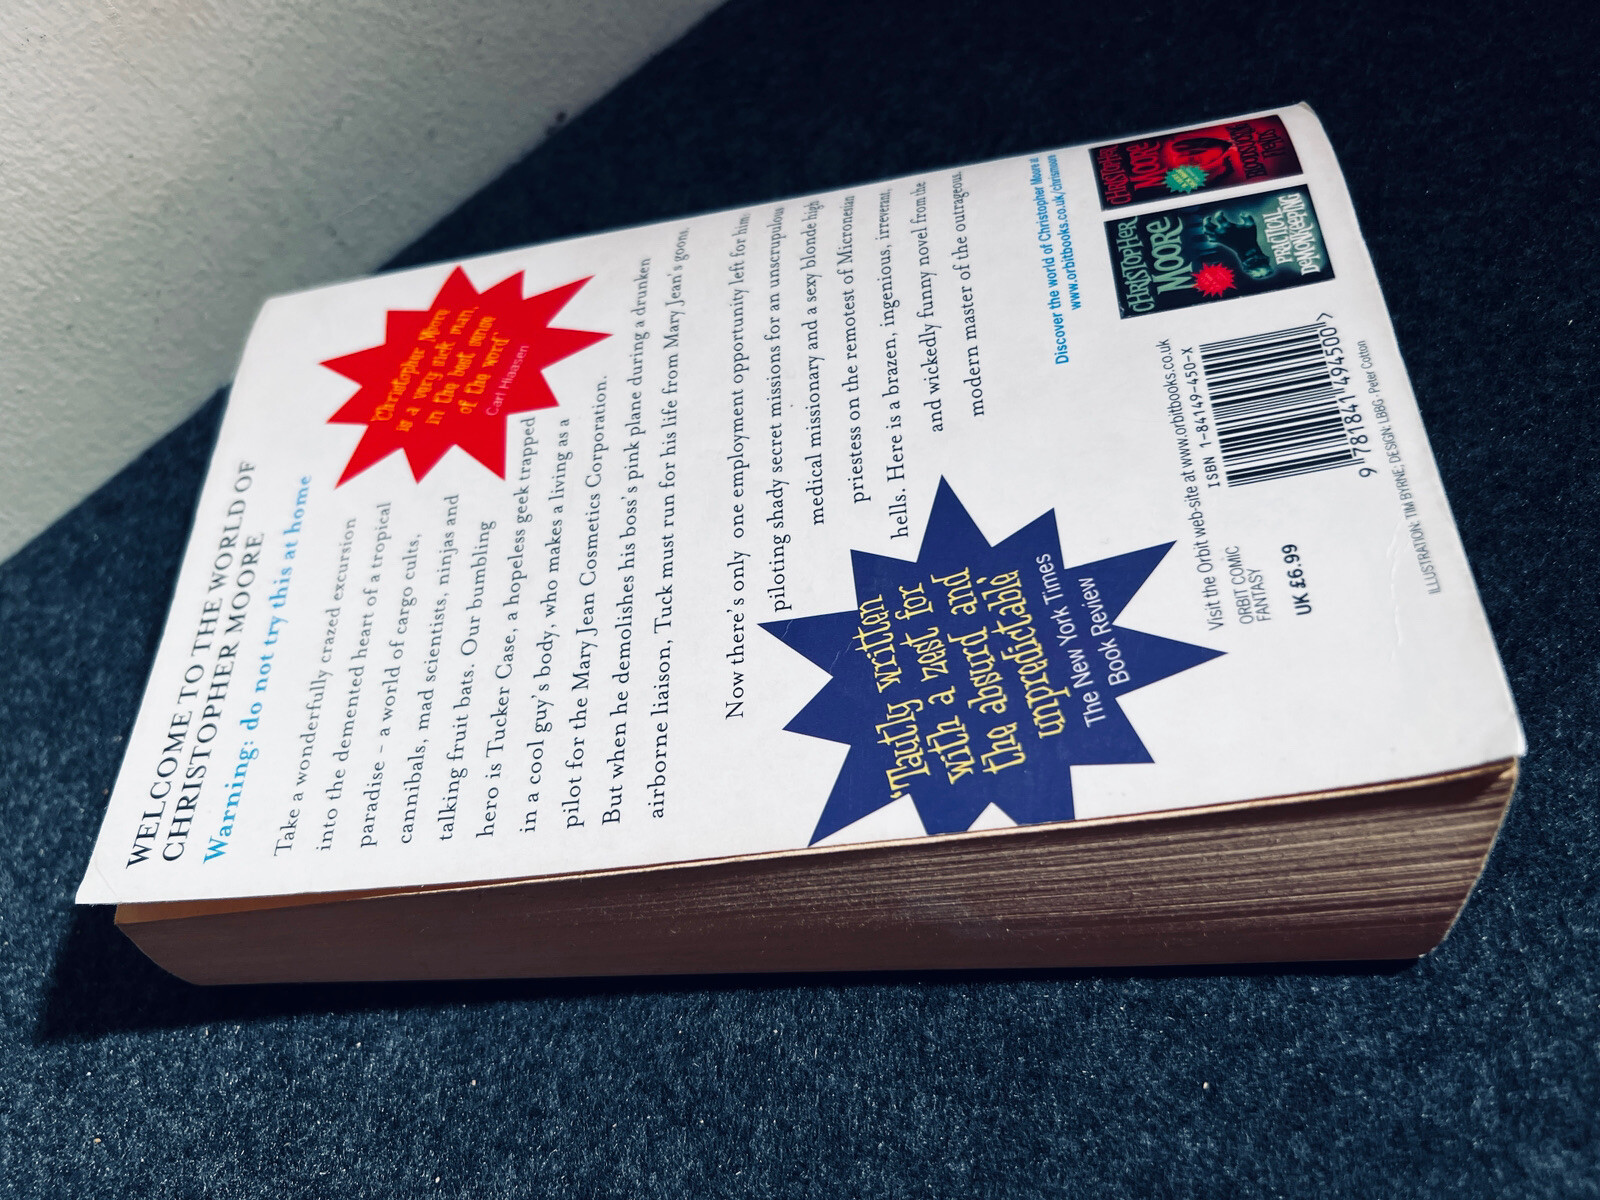 WELCOME TO THE WORLD OF
CHRISTOPHER MOORE
Warning: do not try this at home
Take a wonderfully crazed excursion
into the demented heart of a tropical
paradise – a world of cargo cults,
cannibals, mad scientists, ninjas and
talking fruit bats. Our bumbling
hero is Tucker Case, a hopeless geek trapped
in a cool guy's body, who makes a living as a
pilot for the Mary Jean Cosmetics Corporation.
But when he demolishes his boss's pink plane during a drunken
airborne liaison, Tuck must run for his life from Mary Jean's goons.
'Christopher Moore
is a very sick man,
in the best sense
of the word'
Carl Hiaasen
Now there's only one employment opportunity left for him:
piloting shady secret missions for an unscrupulous
medical missionary and a sexy blonde high
priestess on the remotest of Micronesian
hells. Here is a brazen, ingenious, irreverant,
and wickedly funny novel from the
modern master of the outrageous.
'Tautly written
with a zest for
the absurd and
unpredictable'
The New York Times
Book Review
Discover the world of Christopher Moore at
www.orbitbooks.co.uk/chrismoore
CHRISTOPHER
MOORE
PRACTICAL
DEMONKEEPING
CHRISTOPHER
MOORE
BLOODSUCKING
FIENDS
Visit the Orbit web-site at www.orbitbooks.co.uk
ORBIT COMIC
FANTASY
UK £6.99
ISBN 1-84149-450-X
9 781841 494500 >
ILLUSTRATION: TIM BYRNE; DESIGN: LBBG - Peter Cotton